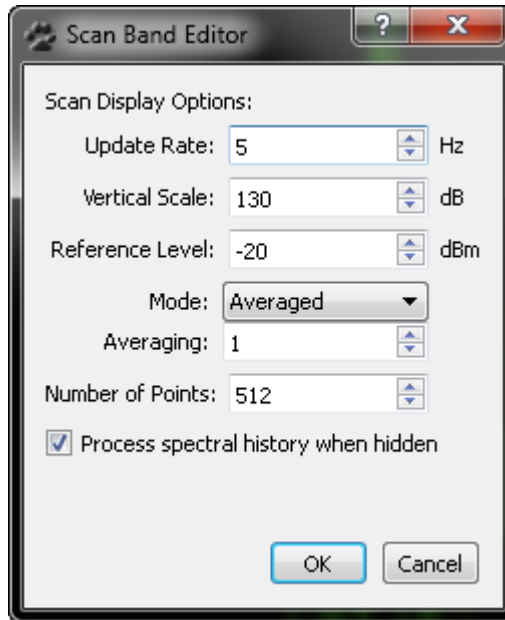 Scan Band Editor
?
Scan Display Options:
Update Rate: 5 Hz
Vertical Scale: 130 dB
Reference Level: -20 dBm
Mode: Averaged
Averaging: 1
Number of Points: 512
Process spectral history when hidden
OK Cancel